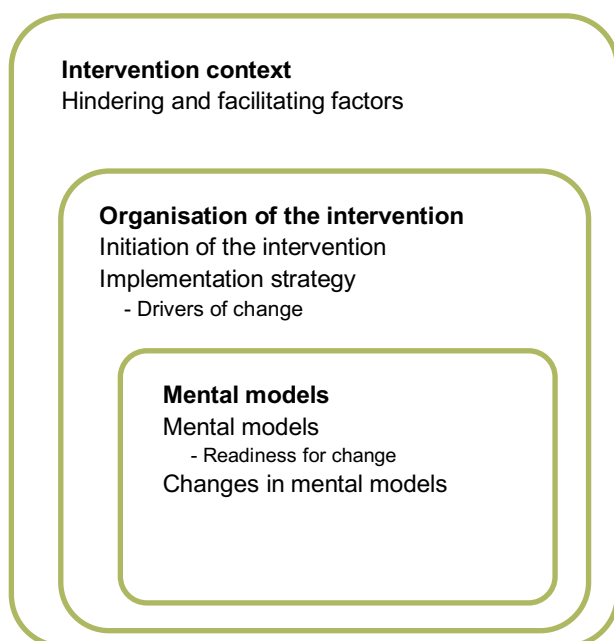 Intervention context
Hindering and facilitating factors
Organisation of the intervention
Initiation of the intervention
Implementation strategy
- Drivers of change
Mental models
Mental models
- Readiness for change
Changes in mental models